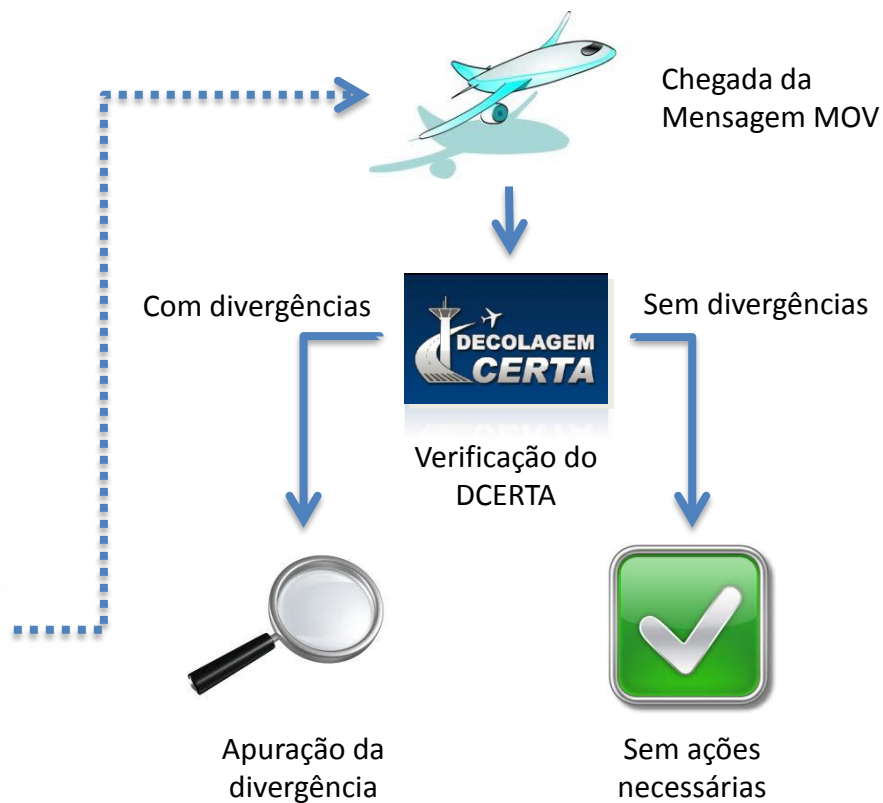 Chegada da
Mensagem MOV
Com divergências
DECOLAGEM
CERTA
Sem divergências
Verificação do
DCERTA
Apuração da
divergência
Sem ações
necessárias